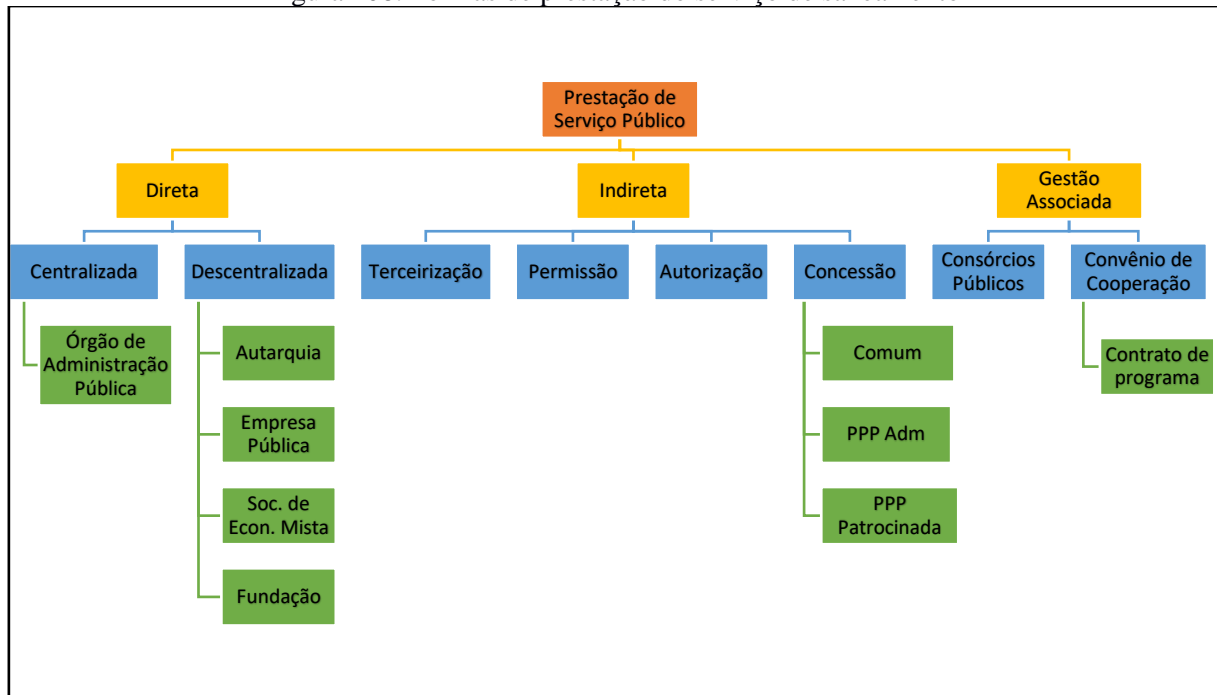 Prestação de
Serviço Público
Direta
Indireta
Gestão
Associada
Centralizada
Descentralizada
Terceirização
Permissão
Autorização
Concessão
Consórcios
Públicos
Convênio de
Cooperação
Órgão de
Administração
Pública
Autarquia
Empresa
Pública
Soc. de
Econ. Mista
Fundação
Comum
PPP Adm
PPP
Patrocinada
Contrato de
programa